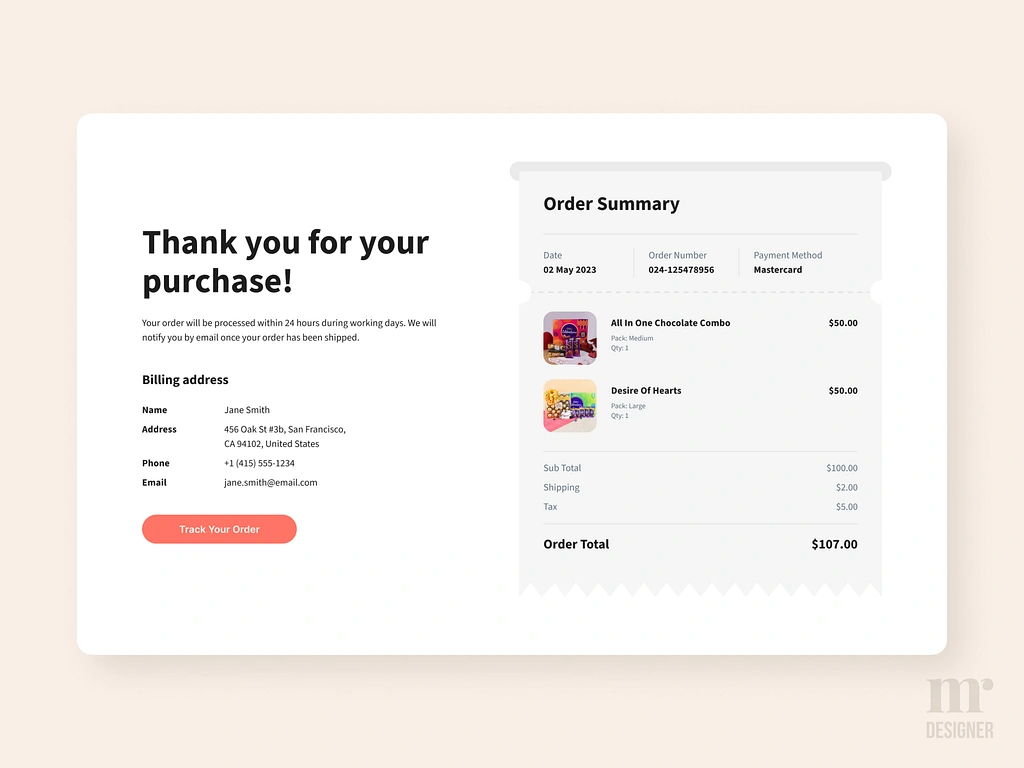 Thank you for your
purchase!
Your order will be processed within 24 hours during working days. We will
notify you by email once your order has been shipped.
Billing address
Name Jane Smith
Address 456 Oak St #3b, San Francisco,
CA 94102, United States
Phone +1 (415) 555-1234
Email jane.smith@email.com
Track Your Order
Order Summary
Date Order Number Payment Method
02 May 2023 024-125478956 Mastercard
All In One Chocolate Combo $50.00
Pack: Medium
Qty: 1
Desire Of Hearts $50.00
Pack: Large
Qty: 1
Sub Total $100.00
Shipping $2.00
Tax $5.00
Order Total $107.00
mr
DESIGNER